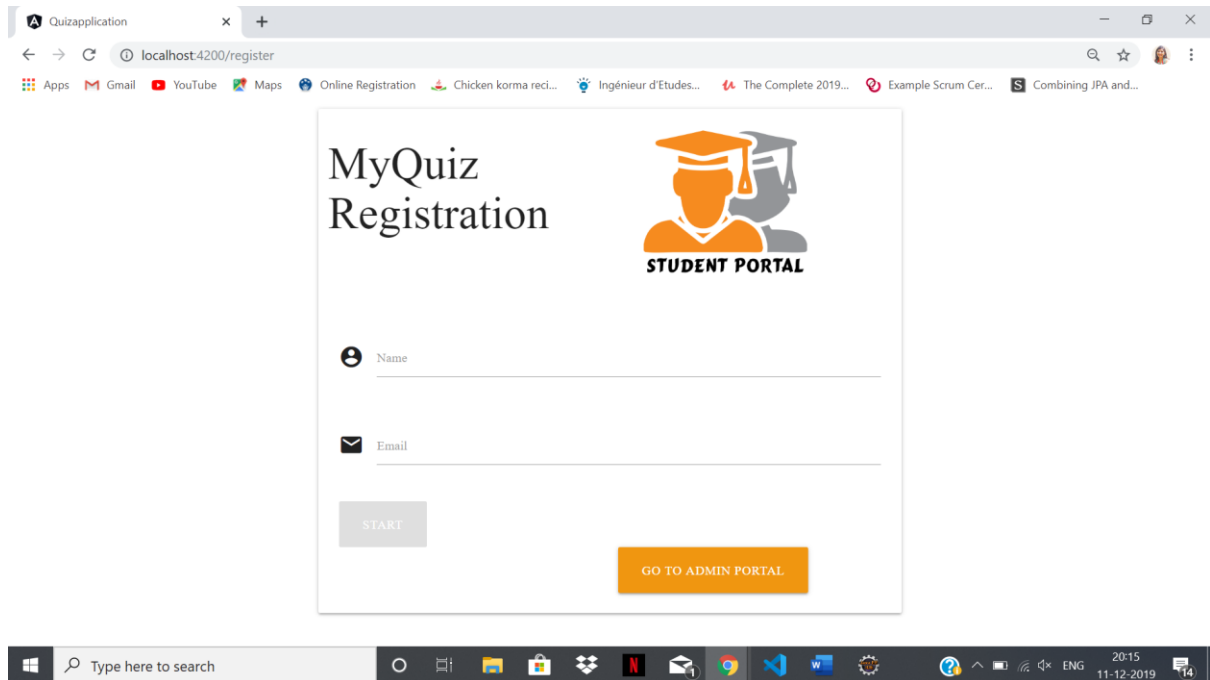 Quizapplication
localhost:4200/register
Apps Gmail YouTube Maps Online Registration Chicken korma reci... Ingénieur d'Etudes... The Complete 2019... Example Scrum Cer... S Combining JPA and...
MyQuiz
Registration
STUDENT PORTAL
Name
Email
START
GO TO ADMIN PORTAL
Type here to search
ENG
20:15
11-12-2019
14